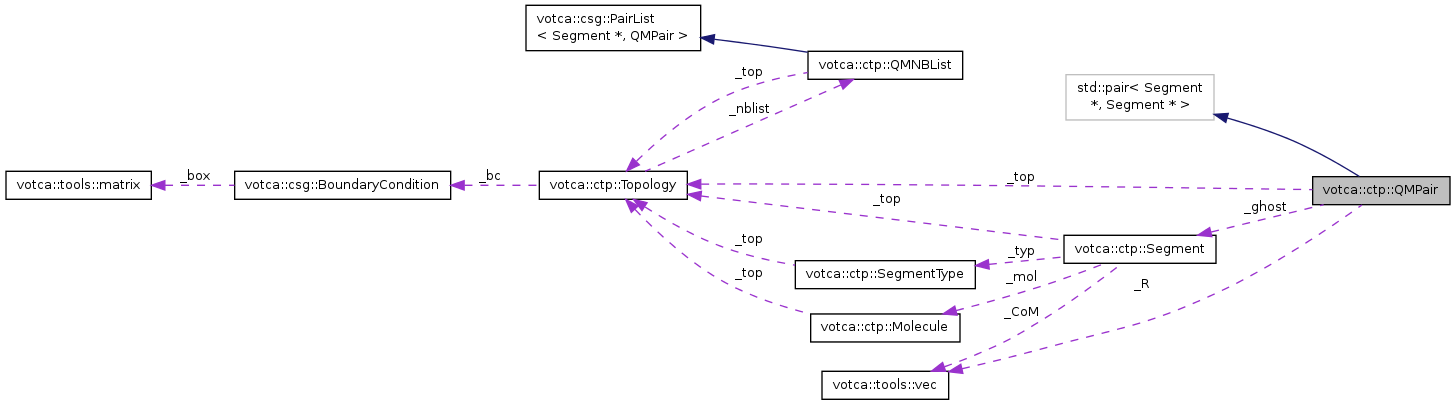 votca::csg::PairList
< Segment *, QMPair >
votca::ctp::QMNBList
_top
std::pair< Segment
*, Segment * >
_nblist
votca::tools::matrix
_box
votca::csg::BoundaryCondition
_bc
votca::ctp::Topology
_top
votca::ctp::QMPair
_top
_ghost
_top
votca::ctp::Segment
_typ
votca::ctp::SegmentType
_top
_mol
_R
_CoM
votca::ctp::Molecule
votca::tools::vec